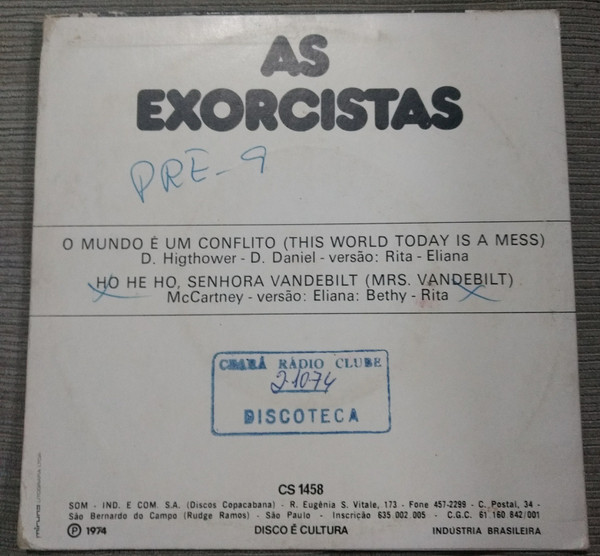 AS
EXORCISTAS
PRE-9
O MUNDO É UM CONFLITO (THIS WORLD TODAY IS A MESS)
D. Higthower - D. Daniel - versão: Rita - Eliana
HO HE HO, SENHORA VANDEBILT (MRS. VANDEBILT)
McCartney - versão: Eliana: Bethy - Rita
CEARÁ RÁDIO CLUBE
2-10-74
DISCOTECA
CS 1458
SOM - IND. E COM. S.A. (Discos Copacabana) - R. Eugênia S. Vitale, 173 - Fone 457-2299 - C. Postal, 34 -
São Bernardo do Campo (Rudge Ramos) - São Paulo - Inscrição 635 002 005 - C.G.C. 61 160 842/001
Ⓟ 1974 DISCO É CULTURA INDÚSTRIA BRASILEIRA